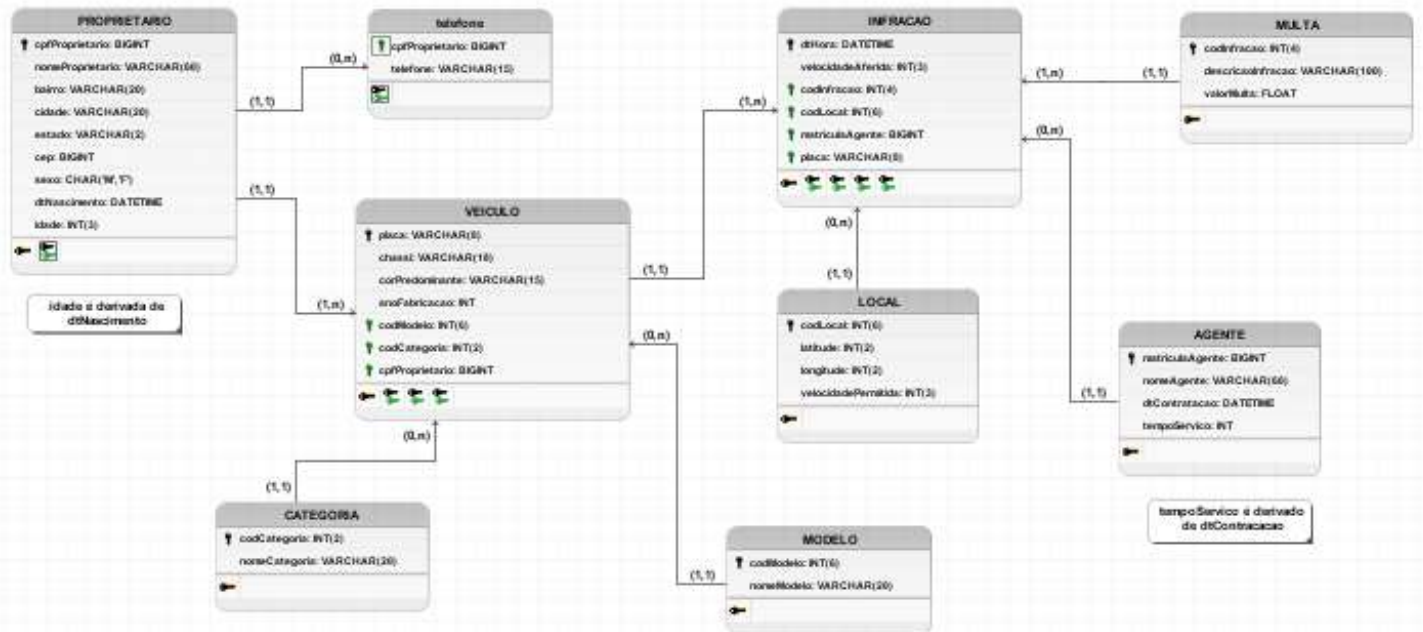 PROPRIETARIO
cpfProprietario: BIGINT
nomeProprietario: VARCHAR(60)
bairro: VARCHAR(20)
cidade: VARCHAR(20)
estado: VARCHAR(2)
cep: BIGINT
sexo: CHAR('M','F')
dtNascimento: DATETIME
idade: INT(3)
idade é derivada de
dtNascimento
(1,1)
(0,n)
telefone
cpfProprietario: BIGINT
telefone: VARCHAR(15)
(1,1)
(1,n)
VEICULO
placa: VARCHAR(8)
chassi: VARCHAR(18)
corPredominante: VARCHAR(15)
anoFabricacao: INT
codModelo: INT(6)
codCategoria: INT(2)
cpfProprietario: BIGINT
(1,1)
(1,n)
INFRACAO
dtHora: DATETIME
velocidadeAferida: INT(3)
codInfracao: INT(4)
codLocal: INT(6)
matriculaAgente: BIGINT
placa: VARCHAR(8)
(1,n)
(1,1)
MULTA
codInfracao: INT(4)
descricaoInfracao: VARCHAR(100)
valorMulta: FLOAT
(0,n)
(0,n)
(1,1)
LOCAL
codLocal: INT(6)
latitude: INT(2)
longitude: INT(2)
velocidadePermitida: INT(3)
(1,1)
AGENTE
matriculaAgente: BIGINT
nomeAgente: VARCHAR(60)
dtContratacao: DATETIME
tempoServico: INT
tempoServico é derivado
de dtContracacao
(0,n)
(0,n)
(1,1)
CATEGORIA
codCategoria: INT(2)
nomeCategoria: VARCHAR(20)
(1,1)
MODELO
codModelo: INT(6)
nomeModelo: VARCHAR(20)